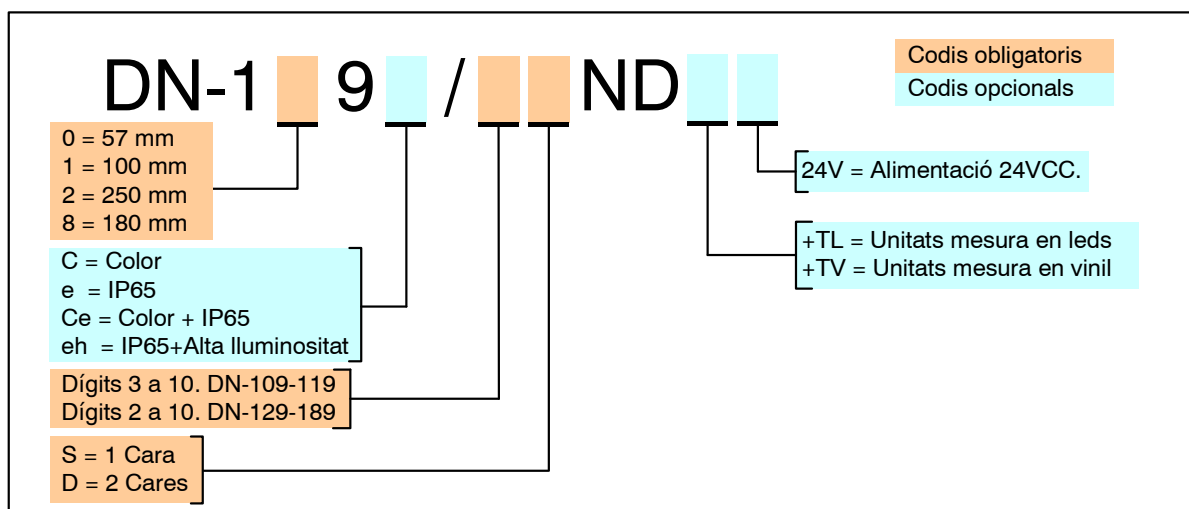 DN-1 9 / ND
Codis obligatoris
Codis opcionals
0 = 57 mm
1 = 100 mm
2 = 250 mm
8 = 180 mm
24V = Alimentació 24VCC.
+TL = Unitats mesura en leds
+TV = Unitats mesura en vinil
C = Color
e = IP65
Ce = Color + IP65
eh = IP65+Alta lluminositat
Dígits 3 a 10. DN-109-119
Dígits 2 a 10. DN-129-189
S = 1 Cara
D = 2 Cares